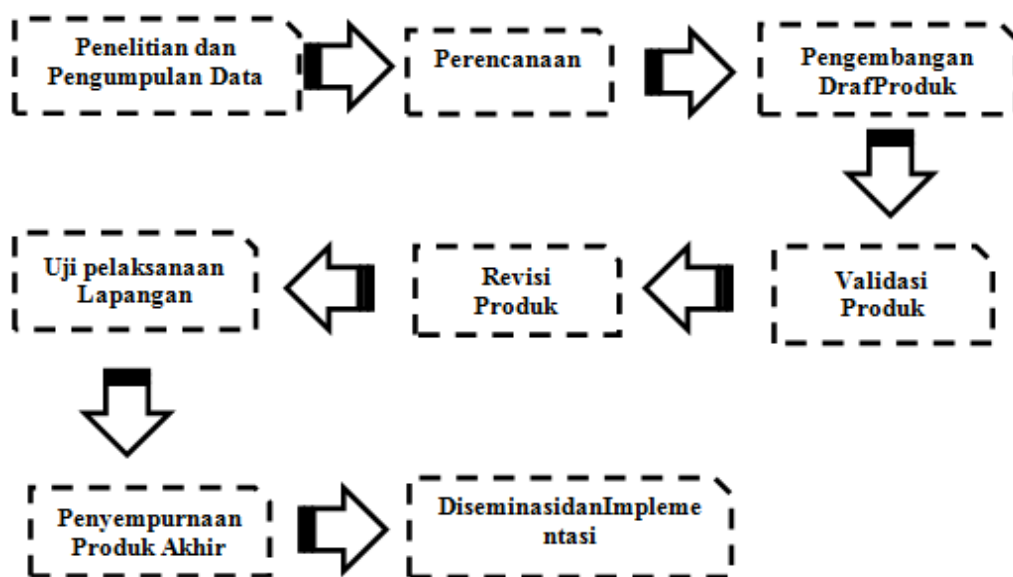 Penelitian dan
Pengumpulan Data
Perencanaan
Pengembangan
DrafProduk
Validasi
Produk
Revisi
Produk
Uji pelaksanaan
Lapangan
Penyempurnaan
Produk Akhir
DiseminasidanImpleme
ntasi